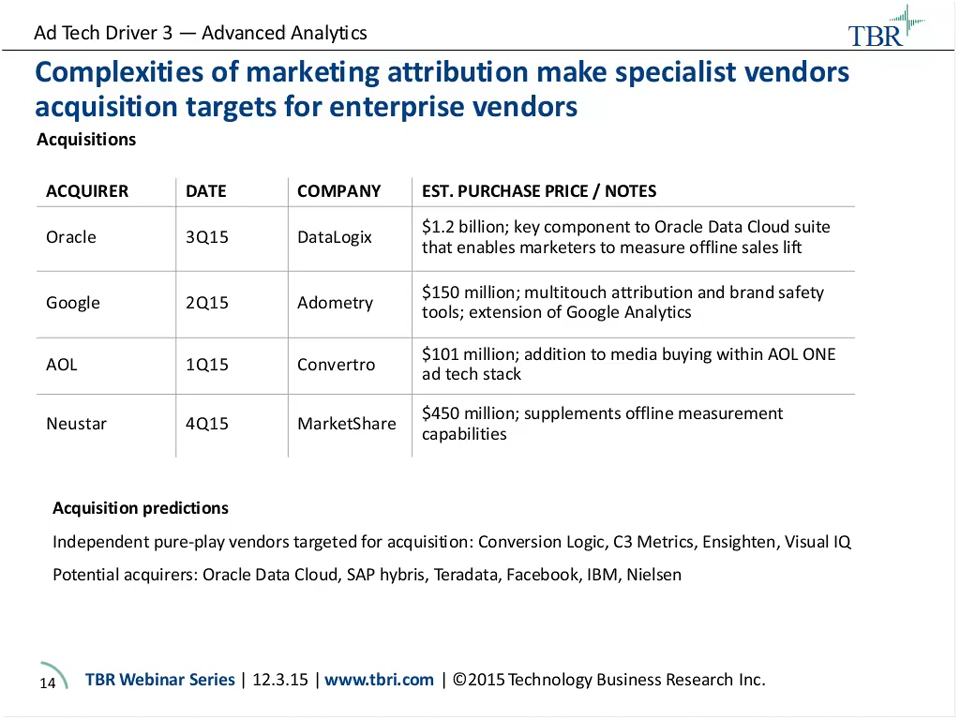 Ad Tech Driver 3 — Advanced Analytics
TBR
Complexities of marketing attribution make specialist vendors
acquisition targets for enterprise vendors
Acquisitions
ACQUIRER DATE COMPANY EST. PURCHASE PRICE / NOTES
Oracle 3Q15 DataLogix $1.2 billion; key component to Oracle Data Cloud suite
that enables marketers to measure offline sales lift
Google 2Q15 Adometry $150 million; multitouch attribution and brand safety
tools; extension of Google Analytics
AOL 1Q15 Convertro $101 million; addition to media buying within AOL ONE
ad tech stack
Neustar 4Q15 MarketShare $450 million; supplements offline measurement
capabilities
Acquisition predictions
Independent pure-play vendors targeted for acquisition: Conversion Logic, C3 Metrics, Ensighten, Visual IQ
Potential acquirers: Oracle Data Cloud, SAP hybris, Teradata, Facebook, IBM, Nielsen
14 TBR Webinar Series | 12.3.15 | www.tbri.com | ©2015 Technology Business Research Inc.